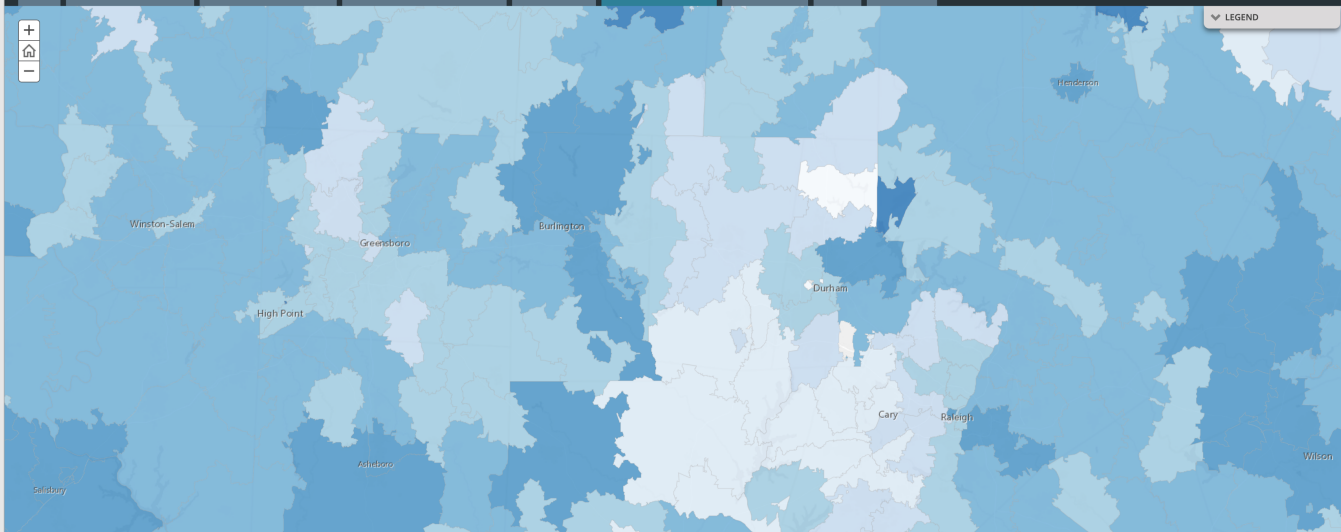 +
LEGEND
−
Henderson
Winston-Salem
Burlington
Greensboro
Durham
High Point
Cary
Raleigh
Wilson
Asheboro
Salisbury